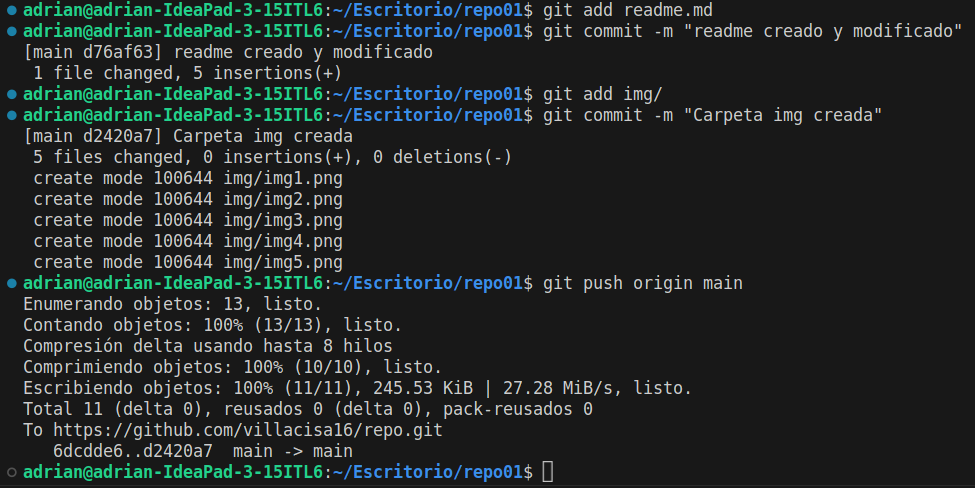 adrian@adrian-IdeaPad-3-15ITL6:~/Escritorio/repo01$ git add readme.md
adrian@adrian-IdeaPad-3-15ITL6:~/Escritorio/repo01$ git commit -m "readme creado y modificado"
[main d76af63] readme creado y modificado
 1 file changed, 5 insertions(+)
adrian@adrian-IdeaPad-3-15ITL6:~/Escritorio/repo01$ git add img/
adrian@adrian-IdeaPad-3-15ITL6:~/Escritorio/repo01$ git commit -m "Carpeta img creada"
[main d2420a7] Carpeta img creada
 5 files changed, 0 insertions(+), 0 deletions(-)
 create mode 100644 img/img1.png
 create mode 100644 img/img2.png
 create mode 100644 img/img3.png
 create mode 100644 img/img4.png
 create mode 100644 img/img5.png
adrian@adrian-IdeaPad-3-15ITL6:~/Escritorio/repo01$ git push origin main
Enumerando objetos: 13, listo.
Contando objetos: 100% (13/13), listo.
Compresión delta usando hasta 8 hilos
Comprimiendo objetos: 100% (10/10), listo.
Escribiendo objetos: 100% (11/11), 245.53 KiB | 27.28 MiB/s, listo.
Total 11 (delta 0), reusados 0 (delta 0), pack-reusados 0
To https://github.com/villacisa16/repo.git
   6dcdde6..d2420a7  main -> main
adrian@adrian-IdeaPad-3-15ITL6:~/Escritorio/repo01$